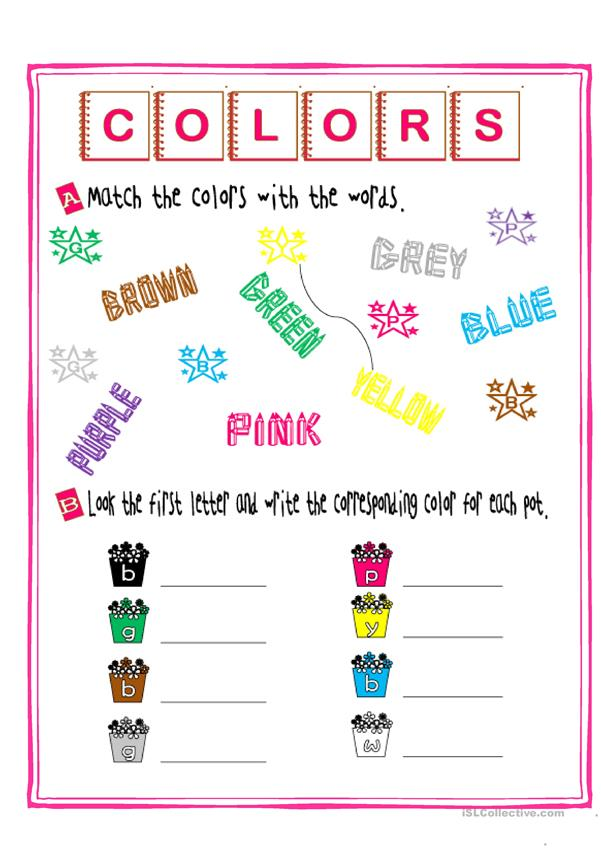 COLORS
A Match the colors with the words.
G
Y
GREY
P
BROWN
GREEN
P
BLUE
G
B
YELLOW
B
PURPLE
PINK
B Look the first letter and write the corresponding color for each pot.
b
p
g
y
b
b
g
w
iSLCollective.com